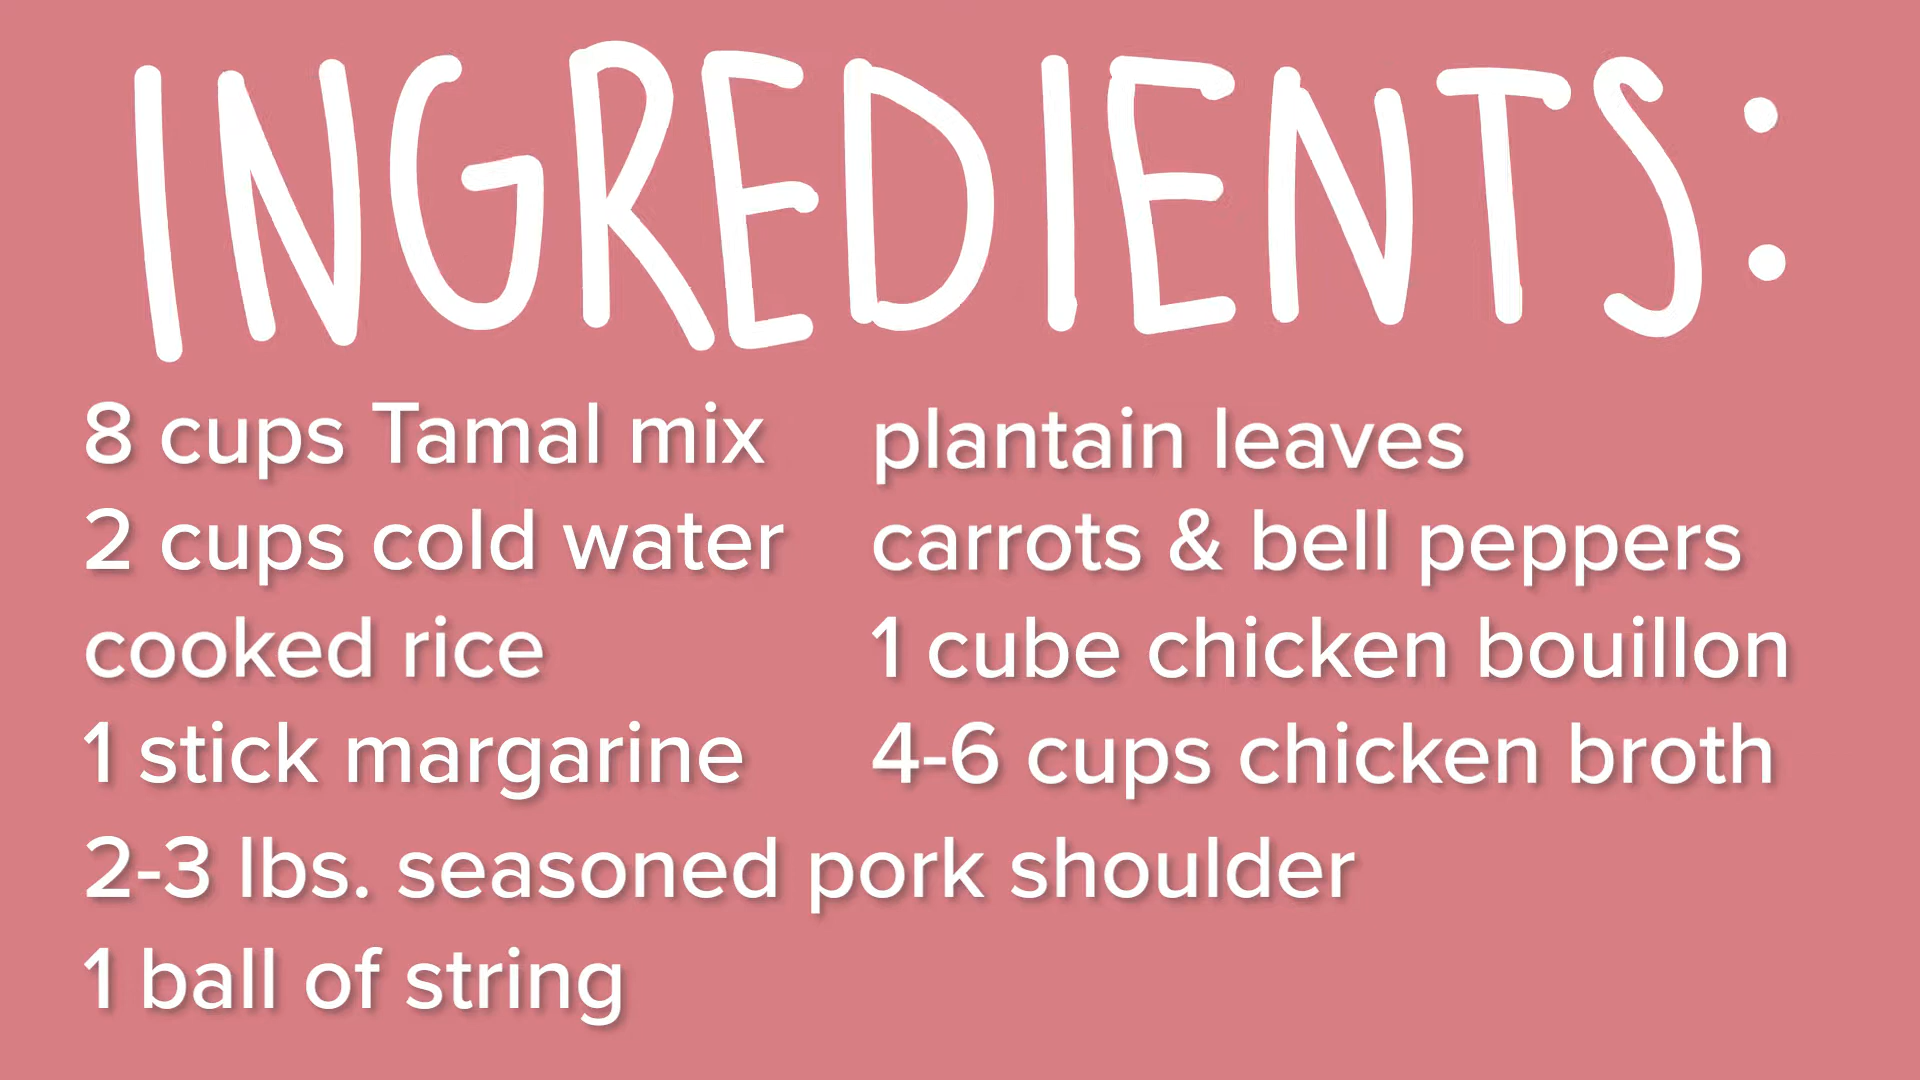 INGREDIENTS:
8 cups Tamal mix
2 cups cold water
cooked rice
1 stick margarine
2-3 lbs. seasoned pork shoulder
1 ball of string
plantain leaves
carrots & bell peppers
1 cube chicken bouillon
4-6 cups chicken broth